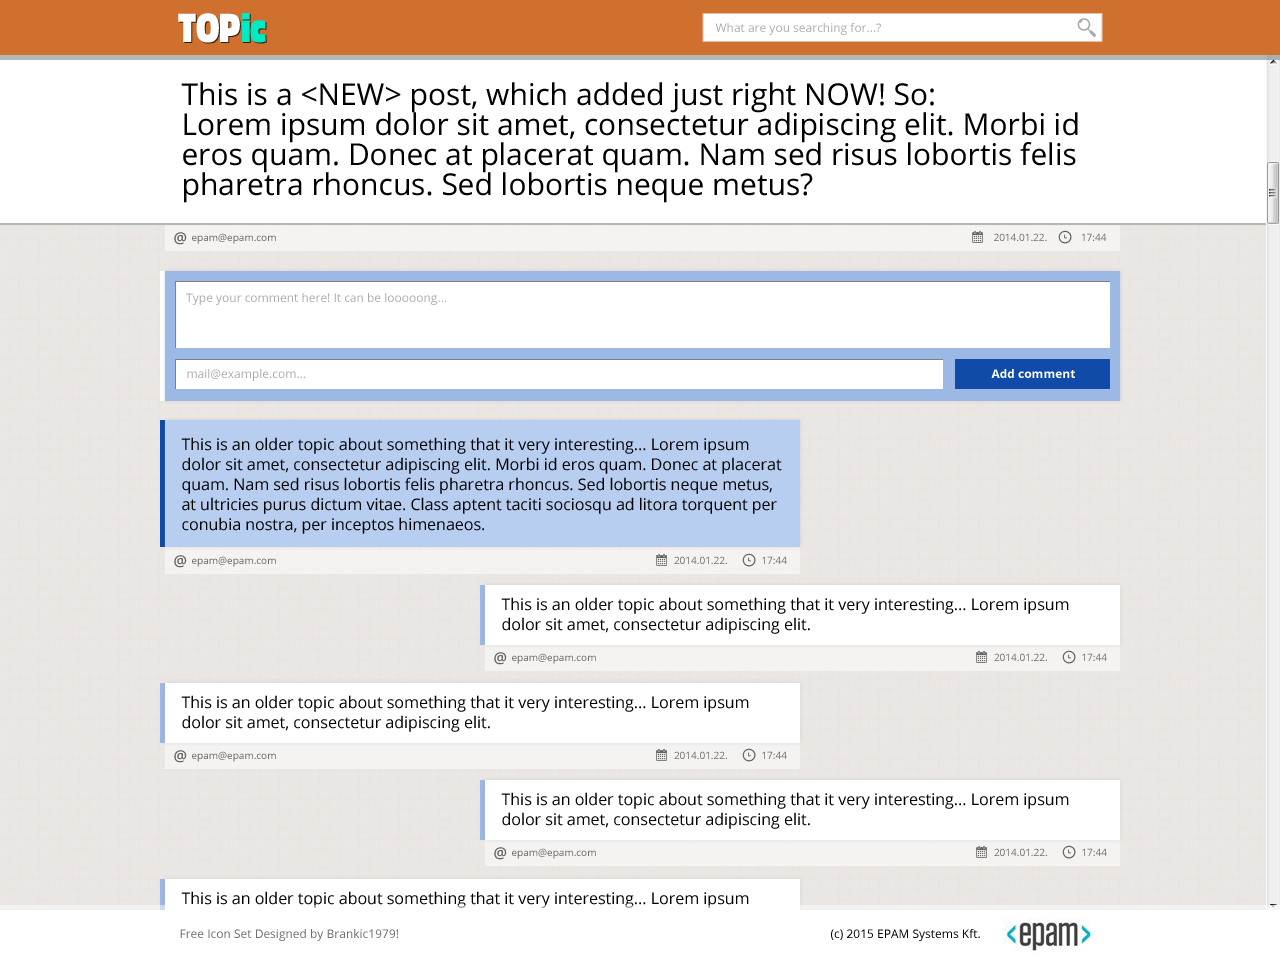 TOPic
What are you searching for...?
This is a <NEW> post, which added just right NOW! So:
Lorem ipsum dolor sit amet, consectetur adipiscing elit. Morbi id
eros quam. Donec at placerat quam. Nam sed risus lobortis felis
pharetra rhoncus. Sed lobortis neque metus?
@ epam@epam.com 2014.01.22. 17:44
Type your comment here! It can be looooong...
mail@example.com...
Add comment
This is an older topic about something that it very interesting... Lorem ipsum
dolor sit amet, consectetur adipiscing elit. Morbi id eros quam. Donec at placerat
quam. Nam sed risus lobortis felis pharetra rhoncus. Sed lobortis neque metus,
at ultricies purus dictum vitae. Class aptent taciti sociosqu ad litora torquent per
conubia nostra, per inceptos himenaeos.
@ epam@epam.com 2014.01.22. 17:44
This is an older topic about something that it very interesting... Lorem ipsum
dolor sit amet, consectetur adipiscing elit.
@ epam@epam.com 2014.01.22. 17:44
This is an older topic about something that it very interesting... Lorem ipsum
dolor sit amet, consectetur adipiscing elit.
@ epam@epam.com 2014.01.22. 17:44
This is an older topic about something that it very interesting... Lorem ipsum
dolor sit amet, consectetur adipiscing elit.
@ epam@epam.com 2014.01.22. 17:44
This is an older topic about something that it very interesting... Lorem ipsum
Free Icon Set Designed by Brankic1979!
(c) 2015 EPAM Systems Kft.
<epam>